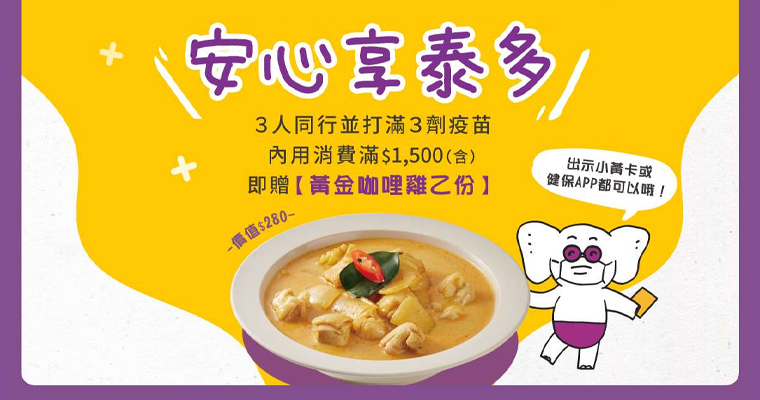 安心享泰多
3人同行並打滿3劑疫苗
內用消費滿$1,500(含)
即贈【黃金咖哩雞乙份】
-價值$280-
出示小黃卡或
健保APP都可以哦！